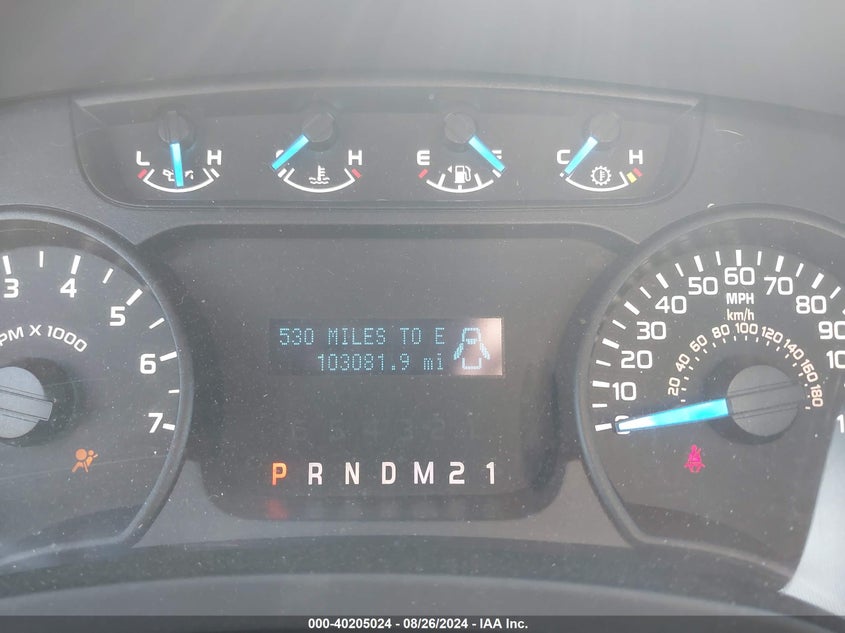 L H
H
E F
C H
3 4 5 6 7
RPM X 1000
530 MILES TO E
103081.9 mi
P R N D M 2 1
0 10 20 30 40 50 60 70 80 90
MPH
km/h
20 40 60 80 100 120 140 160 180
000-40205024 - 08/26/2024 - IAA Inc.